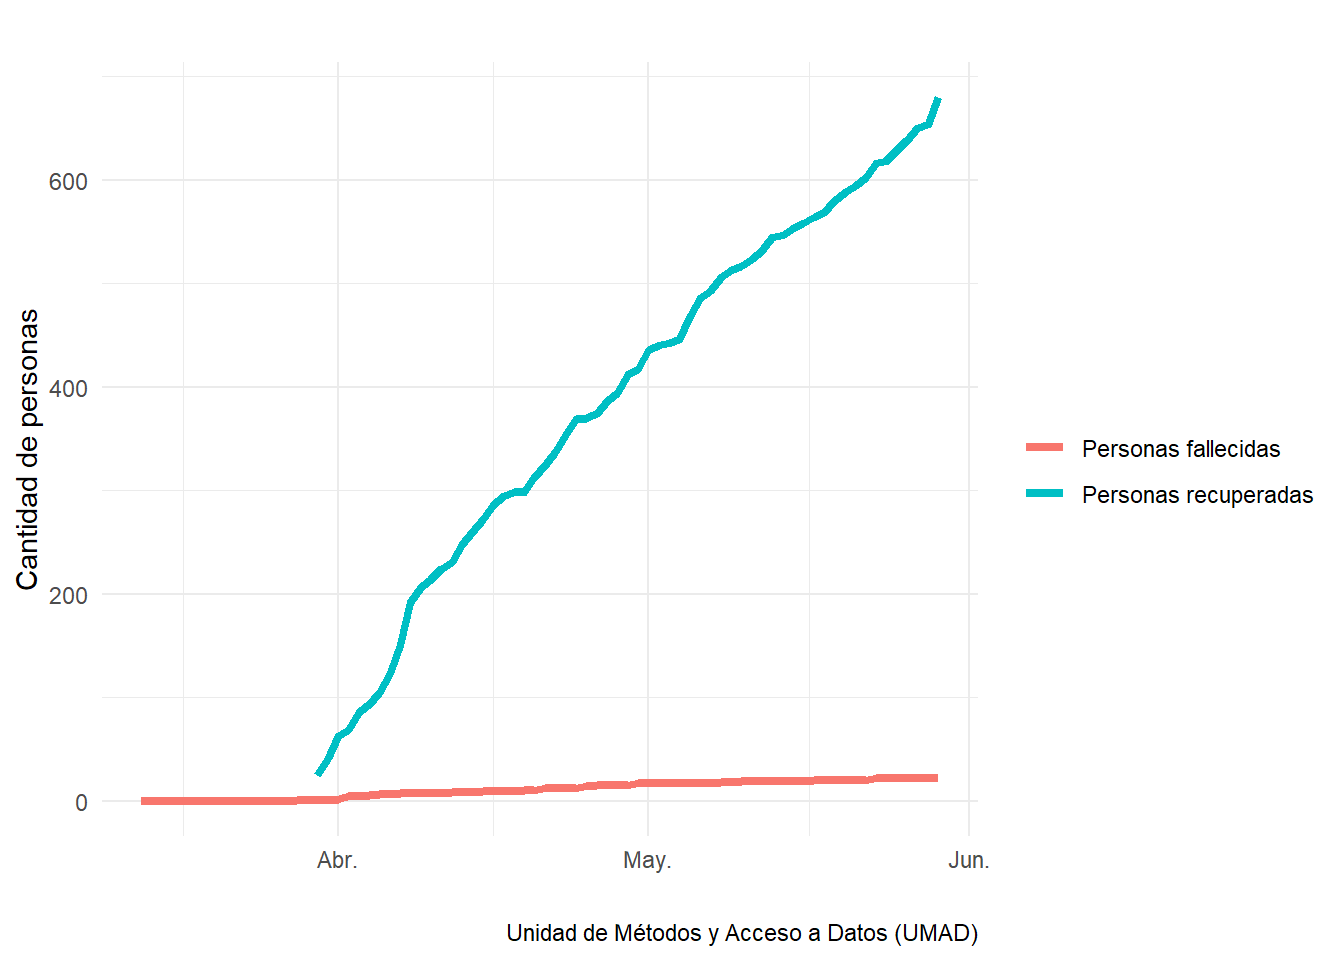 Cantidad de personas
600
400
200
0
Abr.
May.
Jun.
Personas fallecidas
Personas recuperadas
Unidad de Métodos y Acceso a Datos (UMAD)